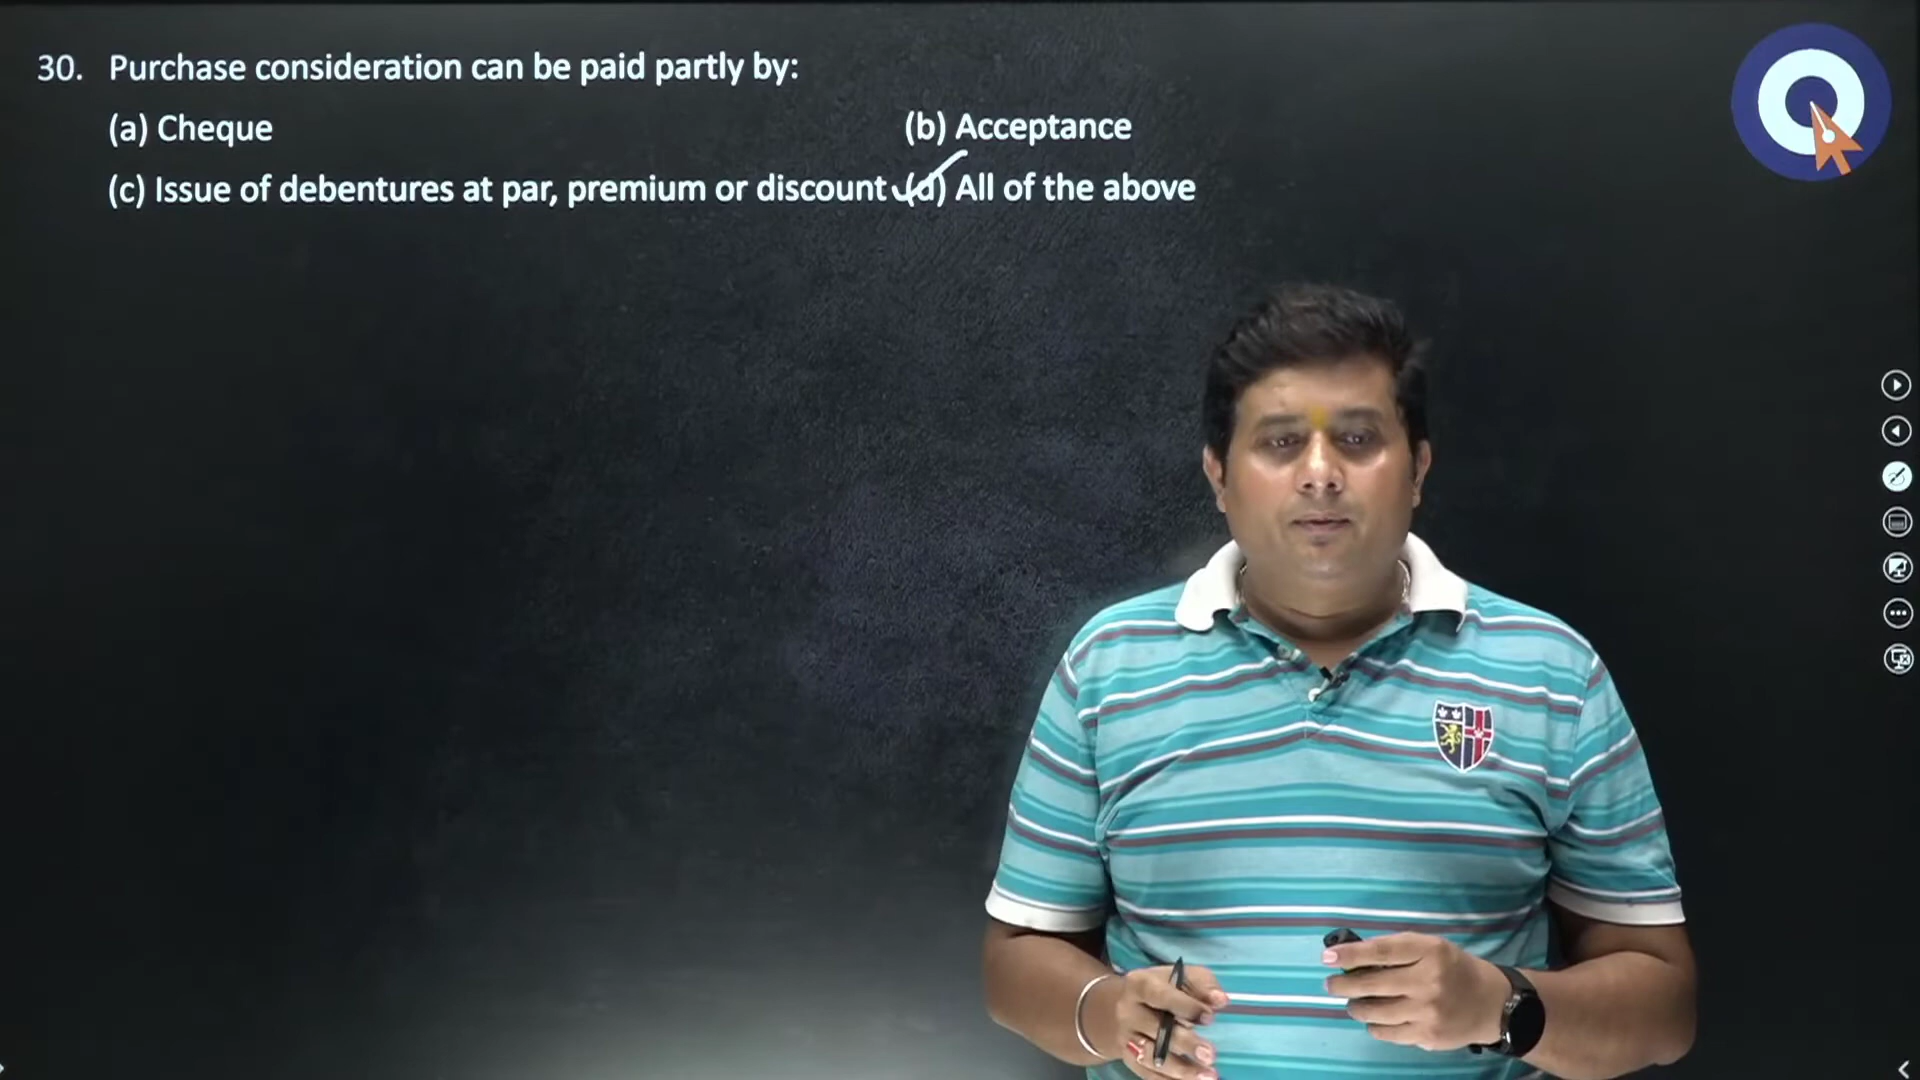 30. Purchase consideration can be paid partly by:
(a) Cheque (b) Acceptance
(c) Issue of debentures at par, premium or discount (d) All of the above